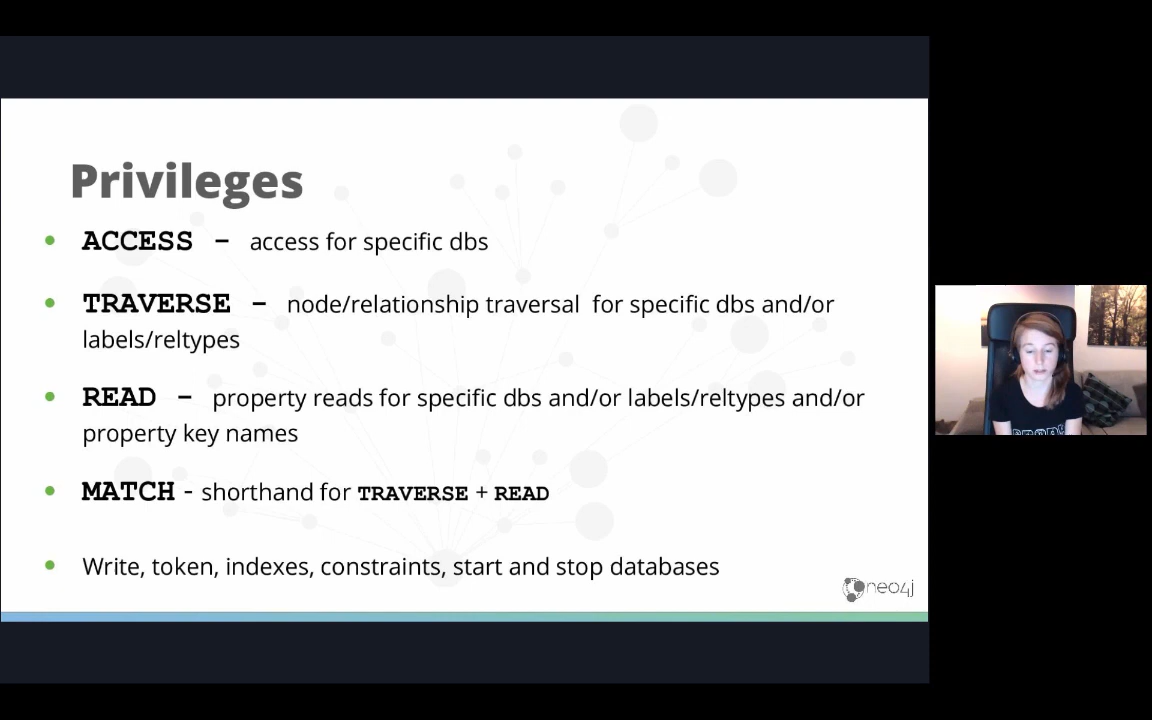 Privileges
• ACCESS – access for specific dbs
• TRAVERSE – node/relationship traversal for specific dbs and/or
labels/reltypes
• READ – property reads for specific dbs and/or labels/reltypes and/or
property key names
• MATCH - shorthand for TRAVERSE + READ
• Write, token, indexes, constraints, start and stop databases
neo4j